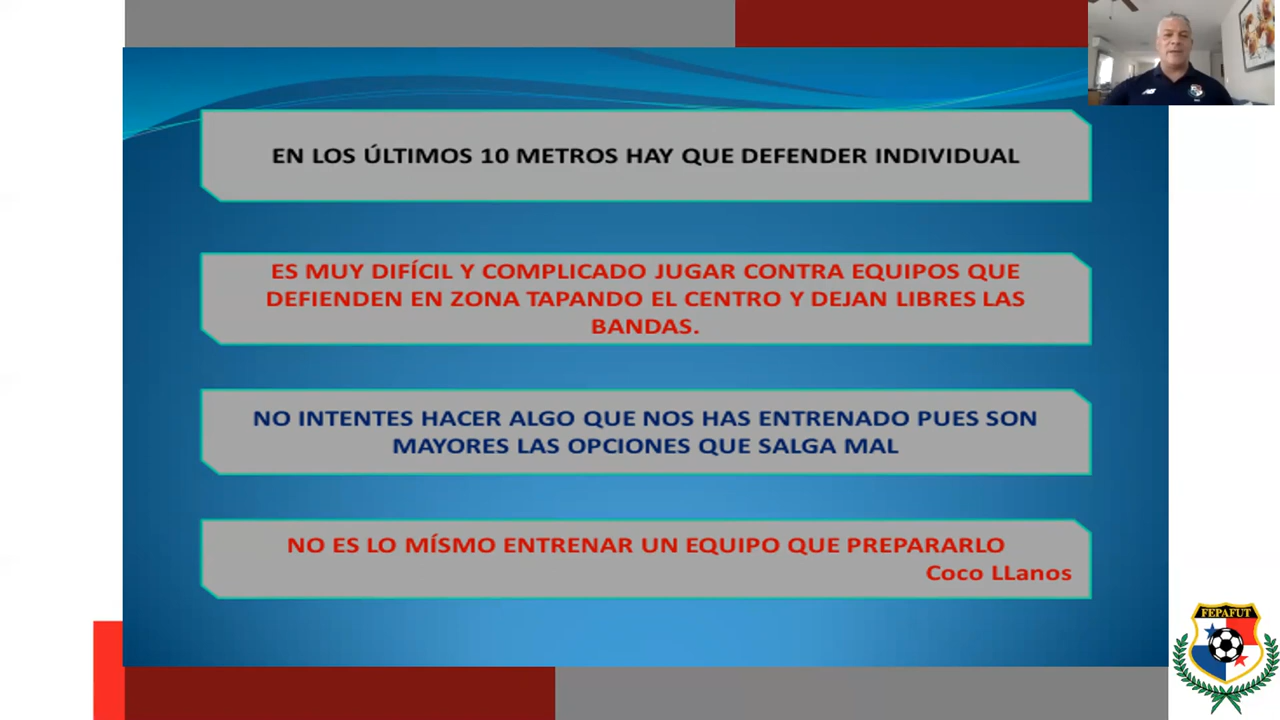 EN LOS ÚLTIMOS 10 METROS HAY QUE DEFENDER INDIVIDUAL
ES MUY DIFÍCIL Y COMPLICADO JUGAR CONTRA EQUIPOS QUE
DEFIENDEN EN ZONA TAPANDO EL CENTRO Y DEJAN LIBRES LAS
BANDAS.
NO INTENTES HACER ALGO QUE NOS HAS ENTRENADO PUES SON
MAYORES LAS OPCIONES QUE SALGA MAL
NO ES LO MÍSMO ENTRENAR UN EQUIPO QUE PREPARARLO
Coco LLanos
FEPAFUT